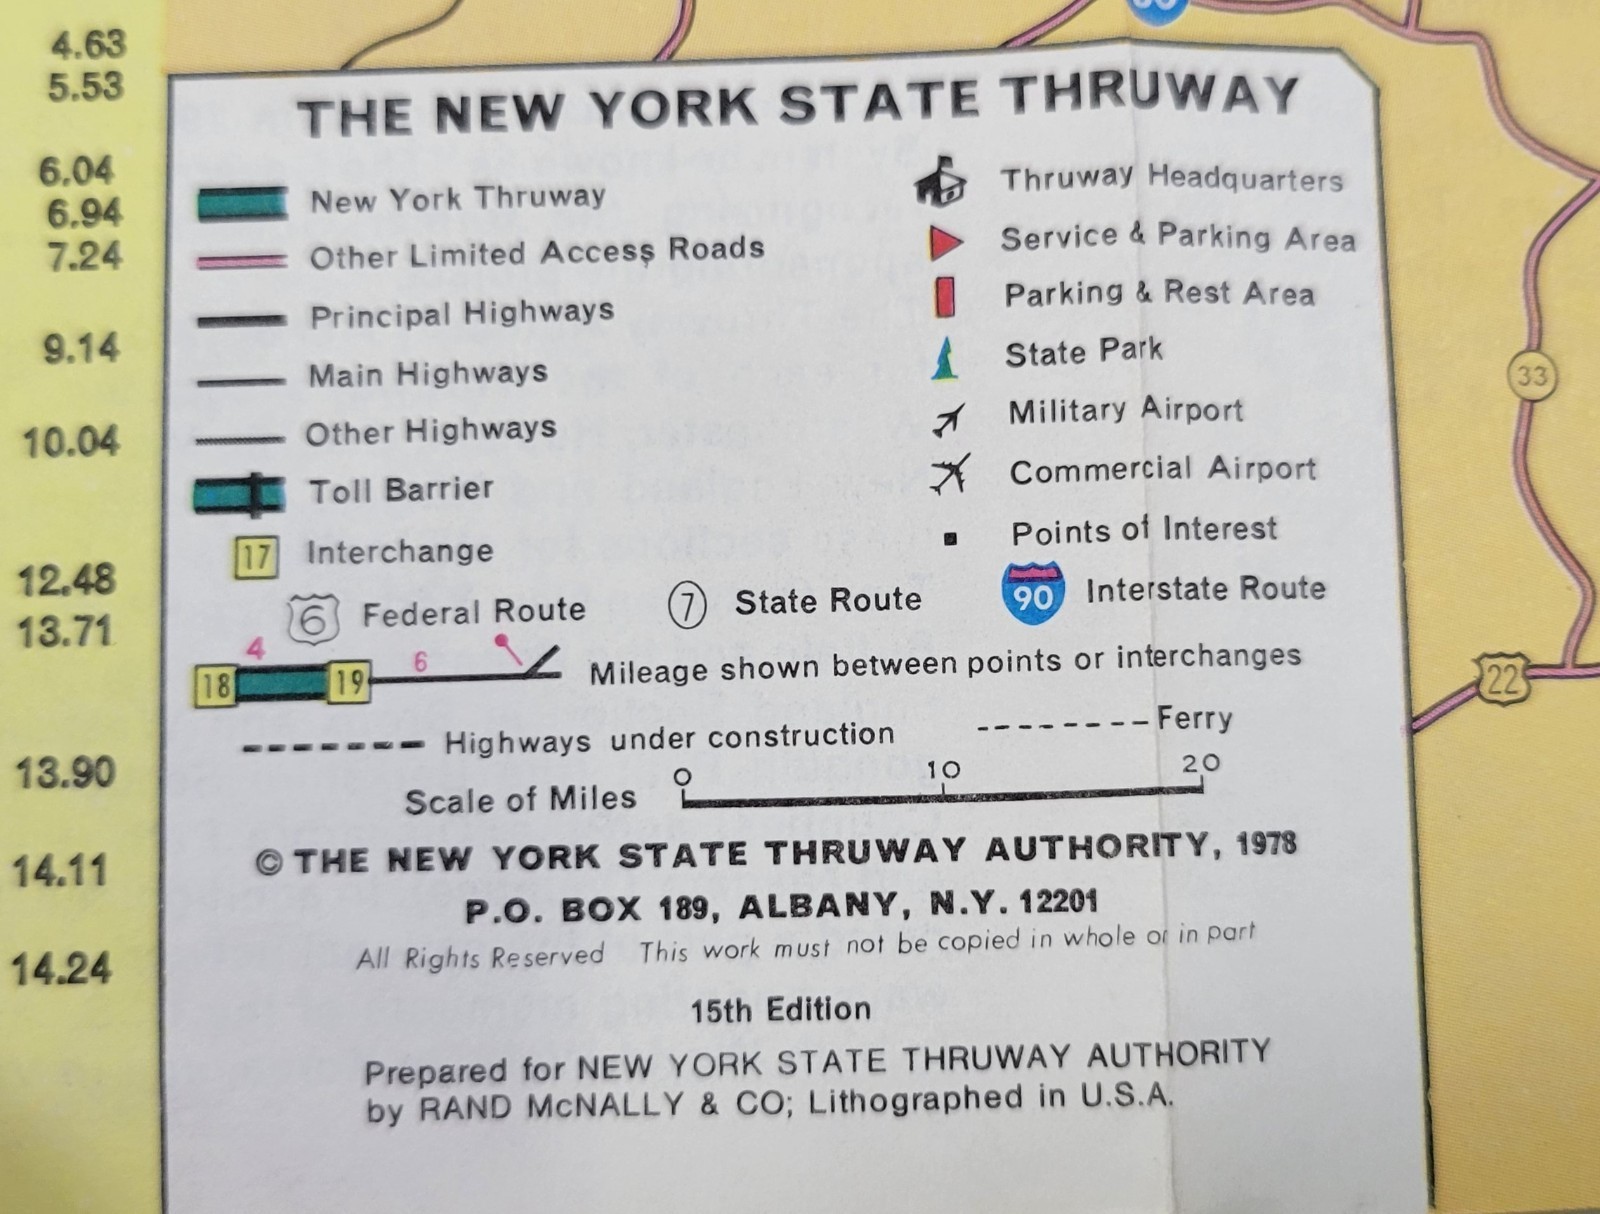 4.63
5.53
6.04
6.94
7.24
9.14
10.04
12.48
13.71
13.90
14.11
14.24
THE NEW YORK STATE THRUWAY
New York Thruway
Other Limited Access Roads
Principal Highways
Main Highways
Other Highways
Toll Barrier
17 Interchange
Thruway Headquarters
Service & Parking Area
Parking & Rest Area
State Park
Military Airport
Commercial Airport
Points of Interest
6 Federal Route 7 State Route 90 Interstate Route
4 6
18 19 Mileage shown between points or interchanges
Highways under construction Ferry
0 10 20
Scale of Miles
© THE NEW YORK STATE THRUWAY AUTHORITY, 1978
P.O. BOX 189, ALBANY, N.Y. 12201
All Rights Reserved This work must not be copied in whole or in part
15th Edition
Prepared for NEW YORK STATE THRUWAY AUTHORITY
by RAND McNALLY & CO; Lithographed in U.S.A.
33
22